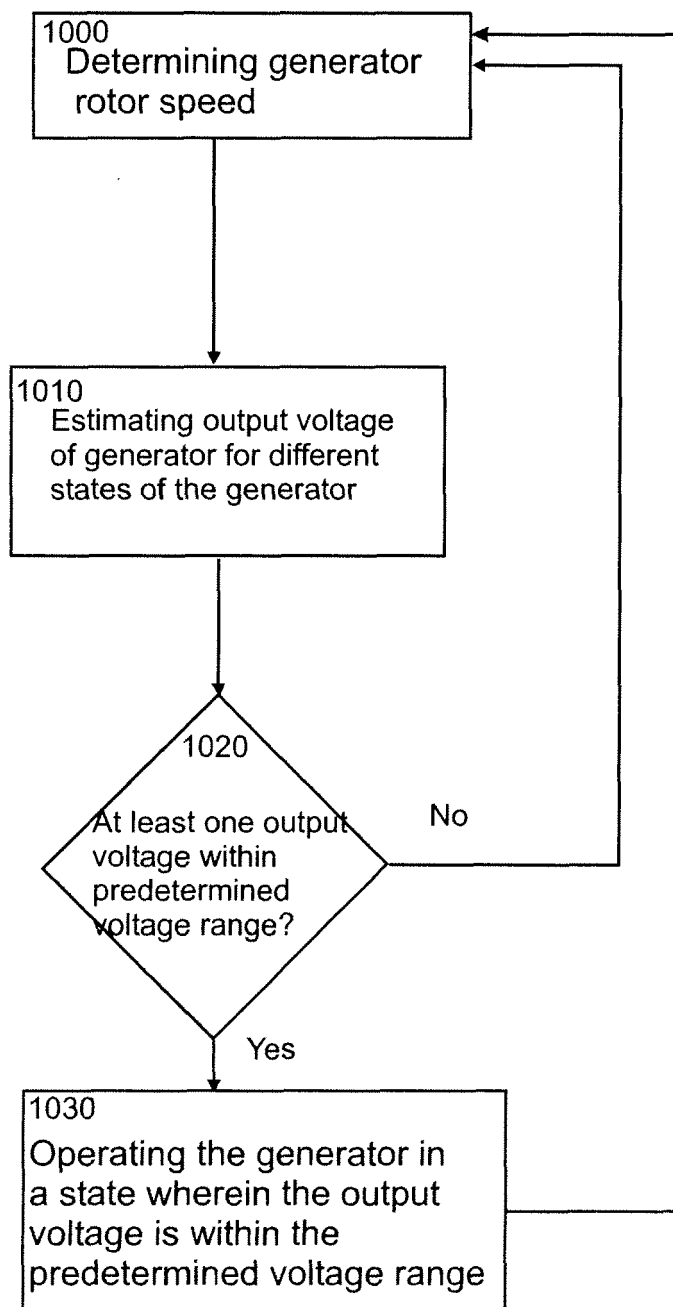 1000
Determining generator
rotor speed
1010
Estimating output voltage
of generator for different
states of the generator
1020
At least one output
voltage within
predetermined
voltage range?
No
Yes
1030
Operating the generator in
a state wherein the output
voltage is within the
predetermined voltage range